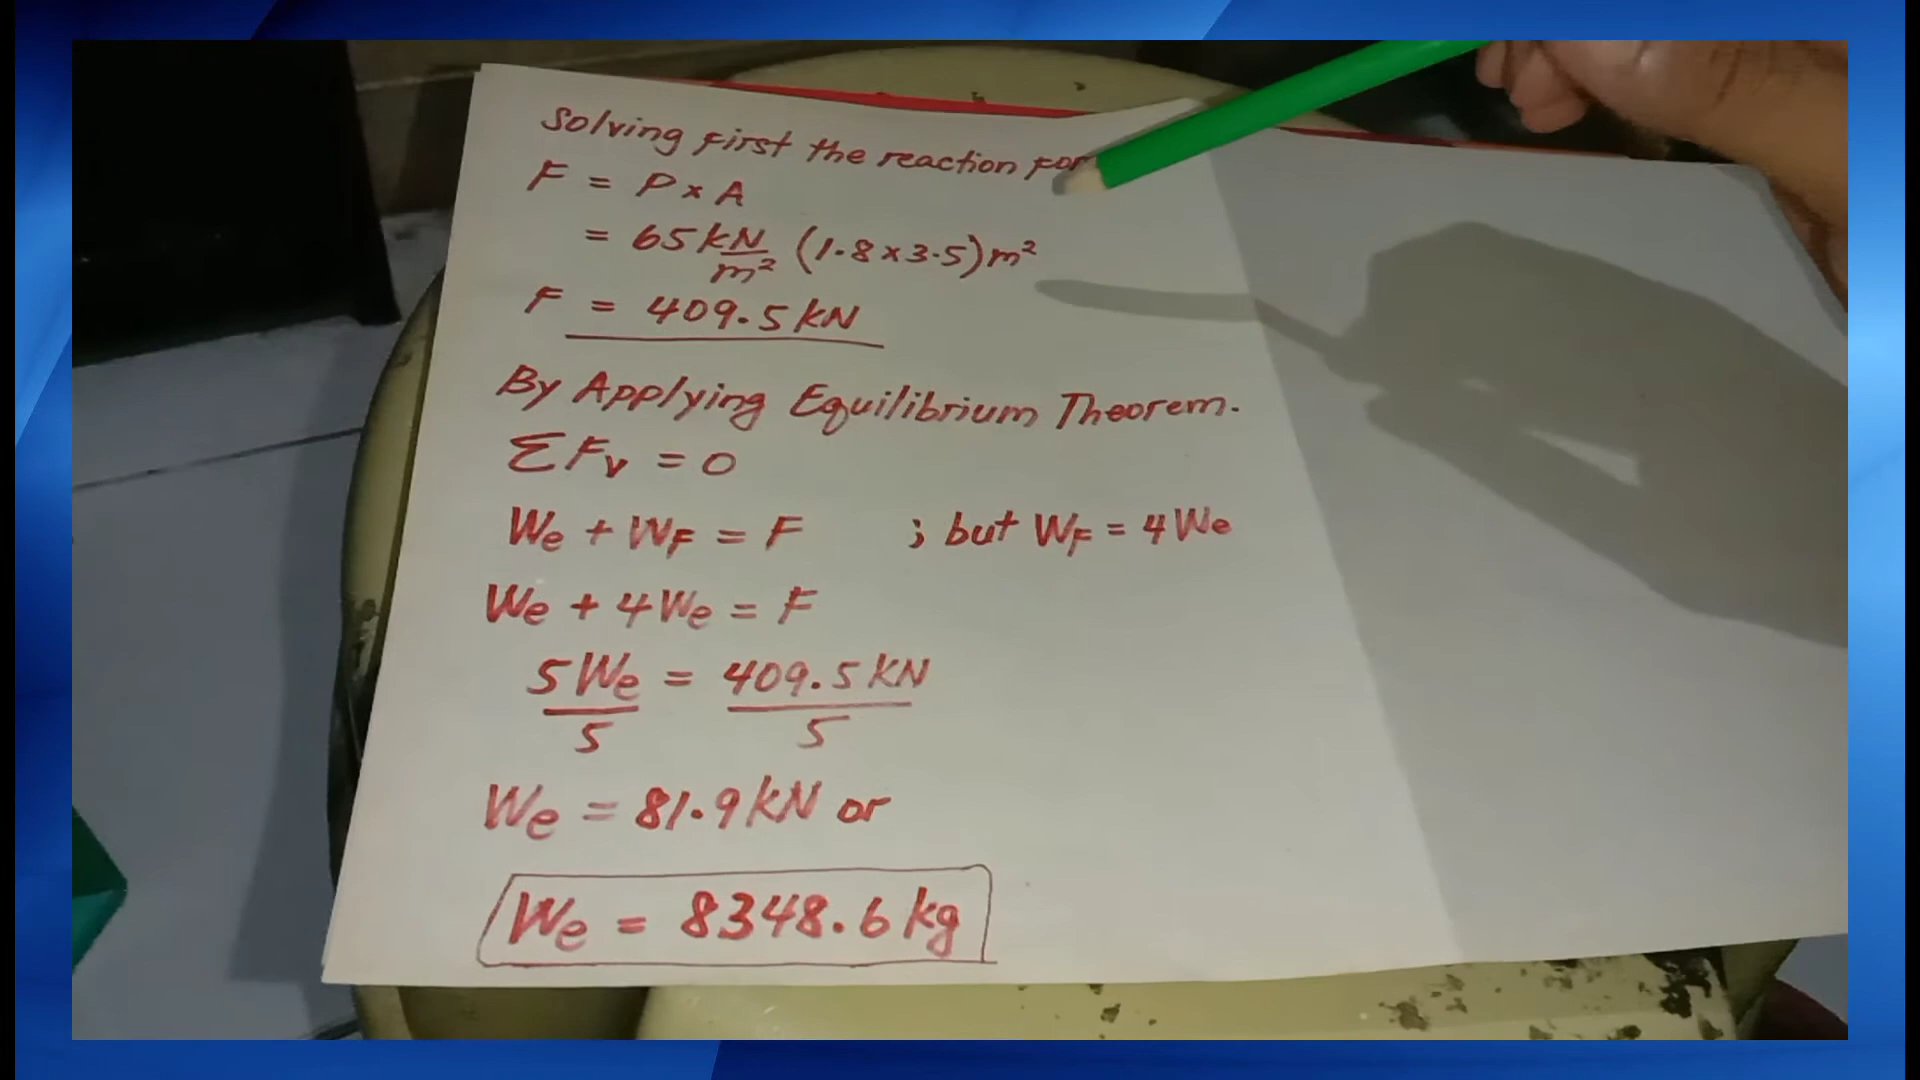 Solving first the reaction for
F = P x A
= 65 kN/m² (1.8 x 3.5) m²
F = 409.5 kN
By Applying Equilibrium Theorem.
ΣFv = 0
We + WF = F ; but WF = 4We
We + 4We = F
5We/5 = 409.5 kN/5
We = 81.9 kN or
We = 8348.6 kg